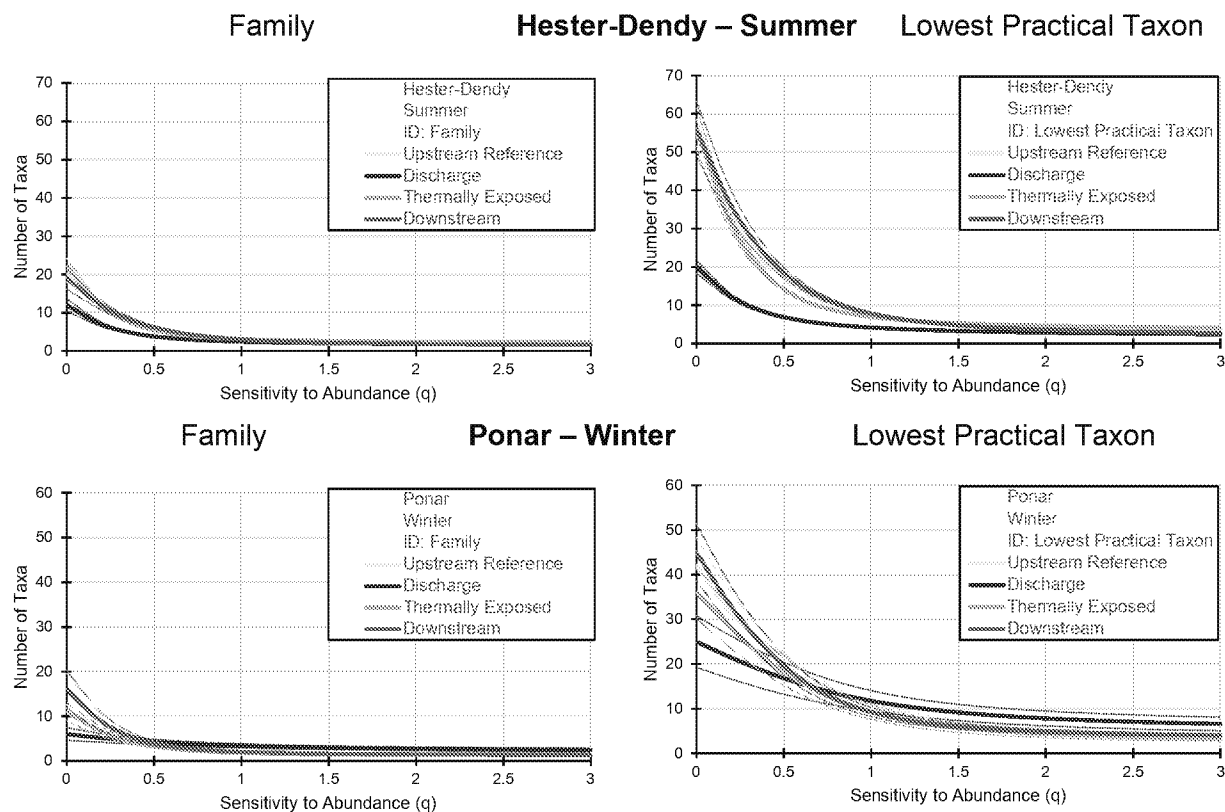 Family Hester-Dendy – Summer Lowest Practical Taxon
Number of Taxa
70
60
50
40
30
20
10
0
Hester-Dendy
Summer
ID: Family
Upstream Reference
Discharge
Thermally Exposed
Downstream
0 0.5 1 1.5 2 2.5 3
Sensitivity to Abundance (q)
Number of Taxa
70
60
50
40
30
20
10
0
Hester-Dendy
Summer
ID: Lowest Practical Taxon
Upstream Reference
Discharge
Thermally Exposed
Downstream
0 0.5 1 1.5 2 2.5 3
Sensitivity to Abundance (q)
Family Ponar – Winter Lowest Practical Taxon
Number of Taxa
60
50
40
30
20
10
0
Ponar
Winter
ID: Family
Upstream Reference
Discharge
Thermally Exposed
Downstream
0 0.5 1 1.5 2 2.5 3
Sensitivity to Abundance (q)
Number of Taxa
60
50
40
30
20
10
0
Ponar
Winter
ID: Lowest Practical Taxon
Upstream Reference
Discharge
Thermally Exposed
Downstream
0 0.5 1 1.5 2 2.5 3
Sensitivity to Abundance (q)